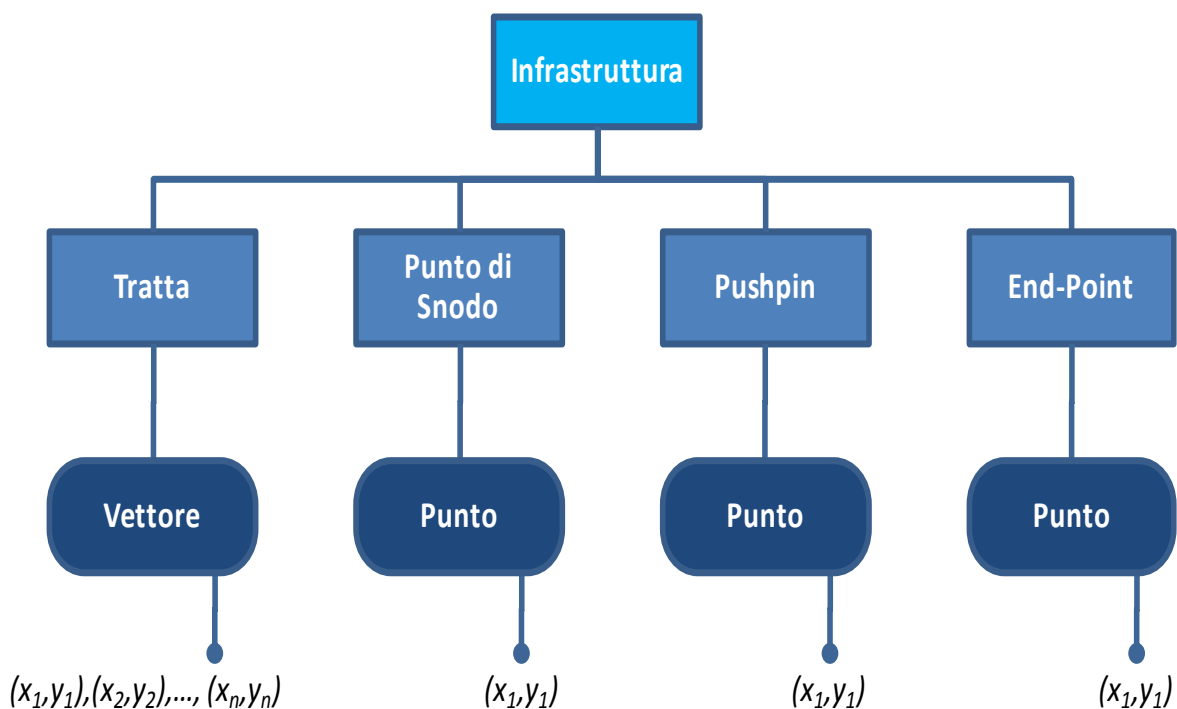 Infrastruttura
Tratta
Punto di
Snodo
Pushpin
End-Point
Vettore
Punto
Punto
Punto
(x₁,y₁),(x₂,y₂),..., (xₙ,yₙ)
(x₁,y₁)
(x₁,y₁)
(x₁,y₁)